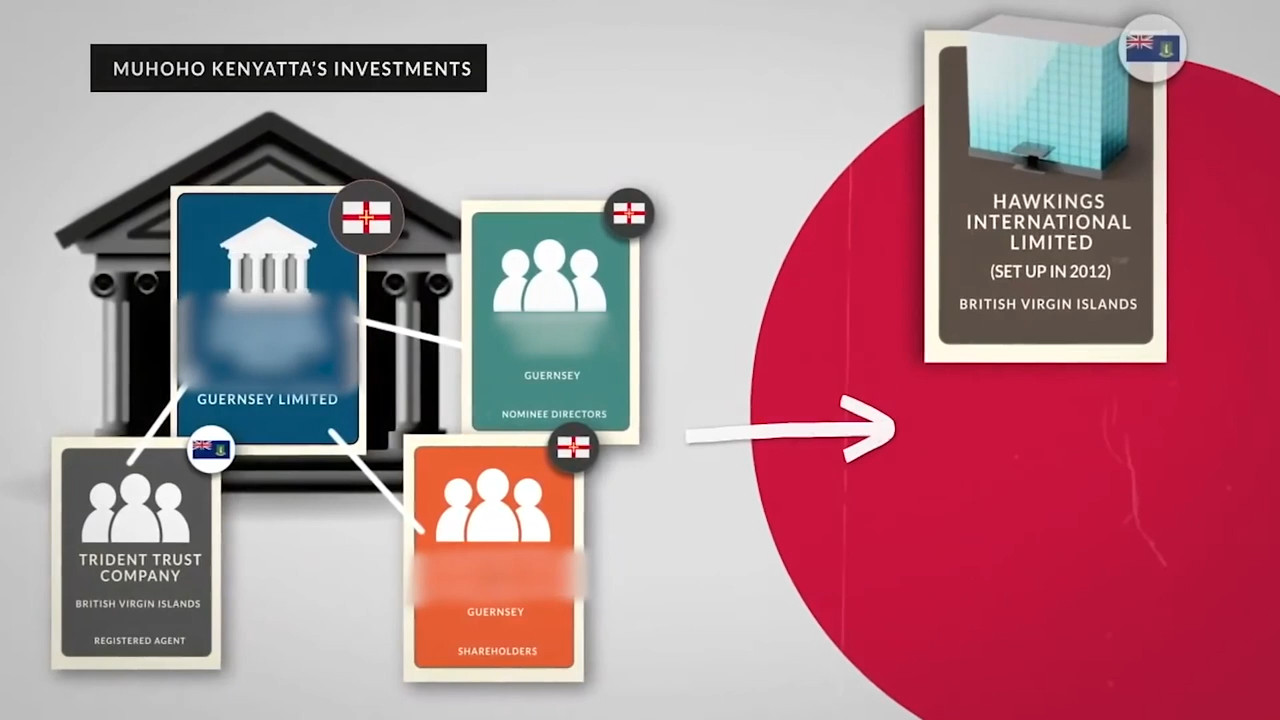 MUHOHO KENYATTA'S INVESTMENTS
GUERNSEY LIMITED
GUERNSEY
NOMINEE DIRECTORS
TRIDENT TRUST
COMPANY
BRITISH VIRGIN ISLANDS
REGISTERED AGENT
GUERNSEY
SHAREHOLDERS
HAWKINGS
INTERNATIONAL
LIMITED
(SET UP IN 2012)
BRITISH VIRGIN ISLANDS